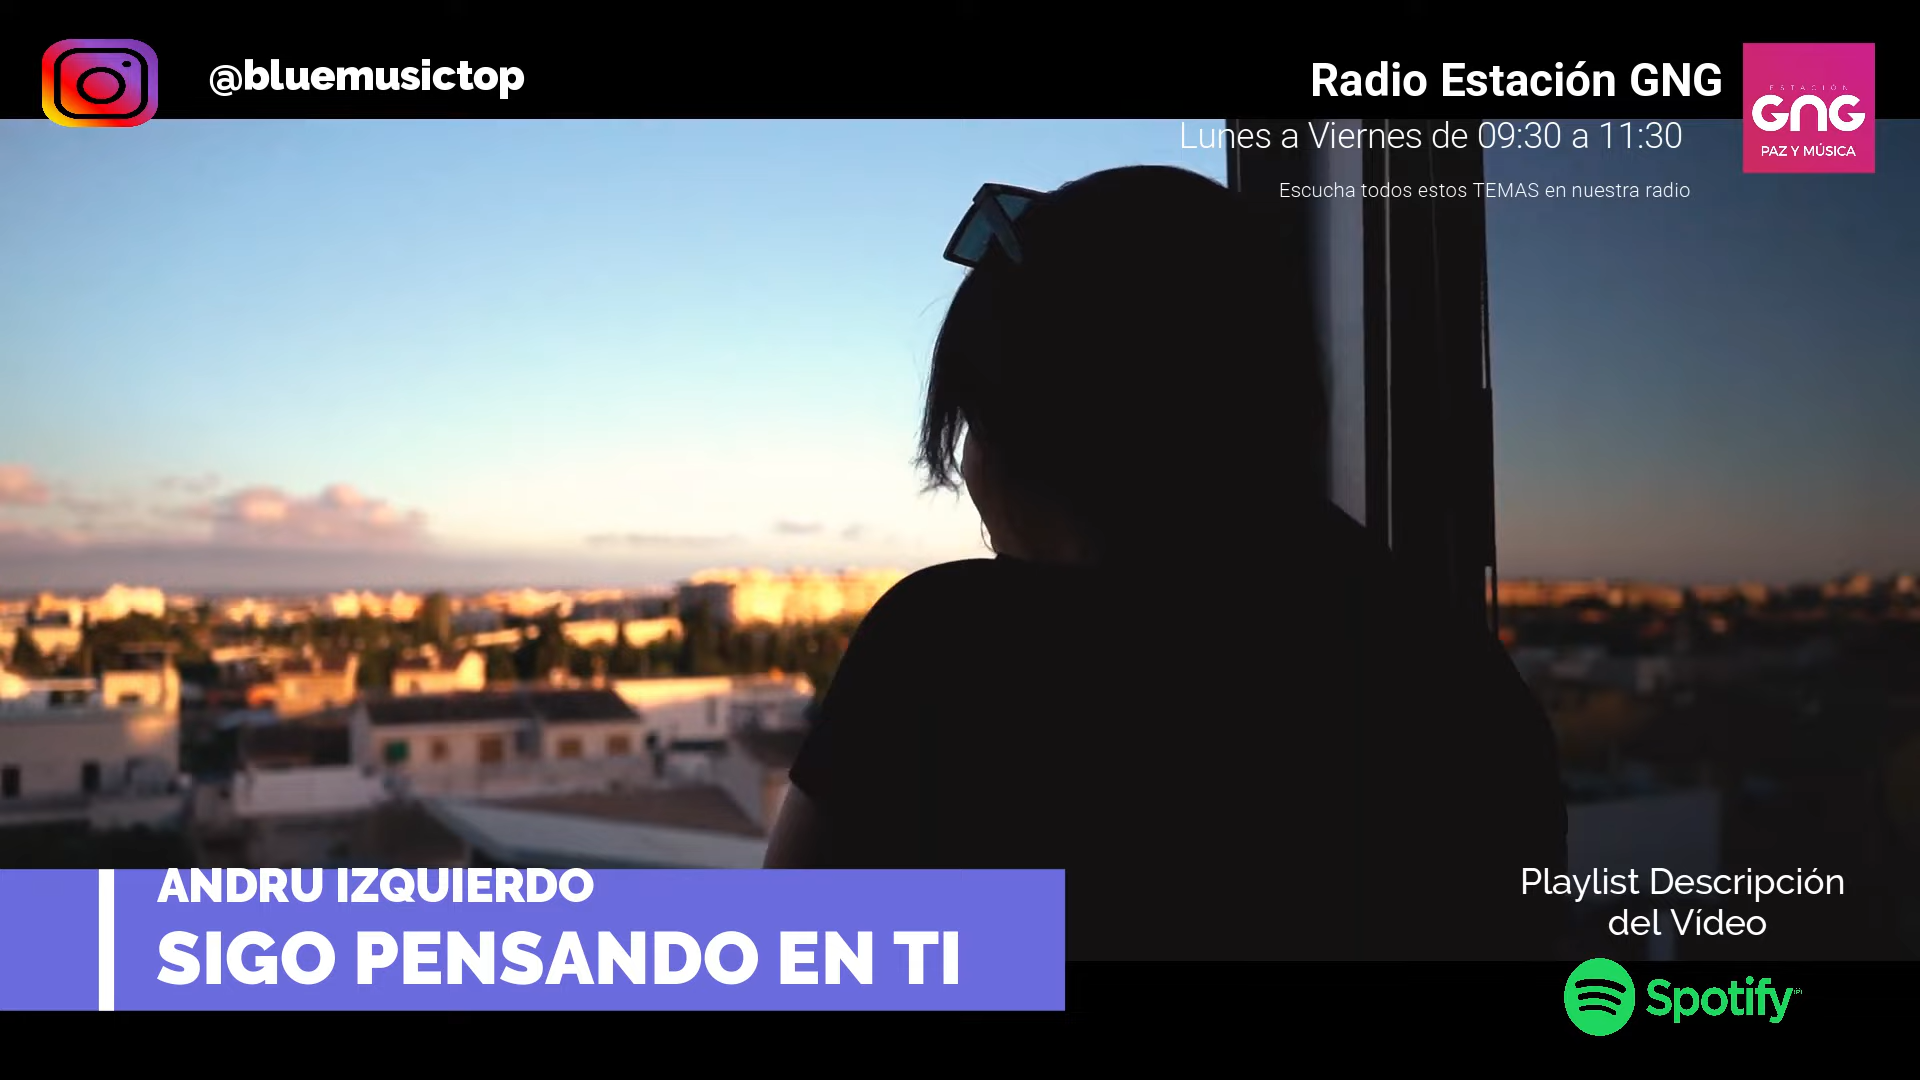 @bluemusictop
Radio Estación GNG
ESTACIÓN
GNG
PAZ Y MÚSICA
Lunes a Viernes de 09:30 a 11:30
Escucha todos estos TEMAS en nuestra radio
ANDRU IZQUIERDO
SIGO PENSANDO EN TI
Playlist Descripción
del Vídeo
Spotify